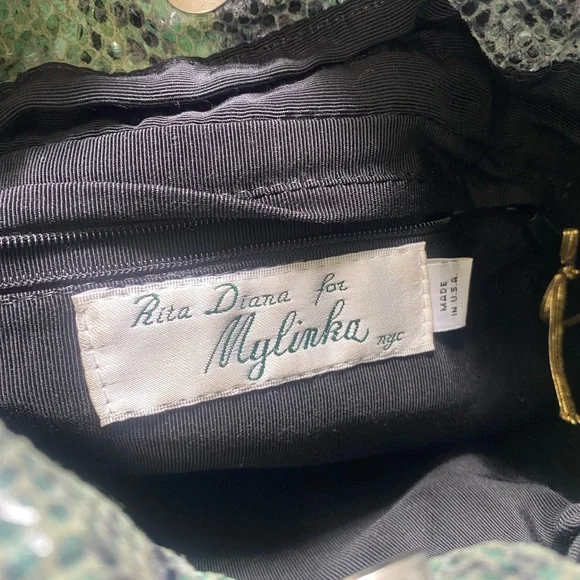 Rita Diana for
Mylinka nyc
MADE
IN U.S.A.